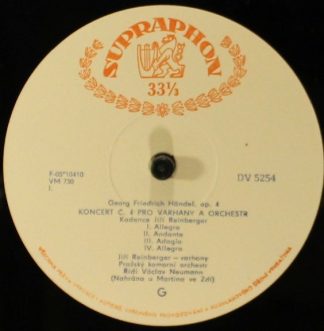 SUPRAPHON
33⅓
F-05*10410
VM 730
I.
DV 5254
Georg Friedrich Händel, op. 4
KONCERT Č. 4 PRO VARHANY A ORCHESTR
Kadence Jiří Reinberger
I. Allegro
II. Andante
III. Adagio
IV. Allegro
Jiří Reinberger — varhany
Pražský komorní orchestr
Řídí Václav Neumann
(Nahráno u Martina ve Zdi)
G